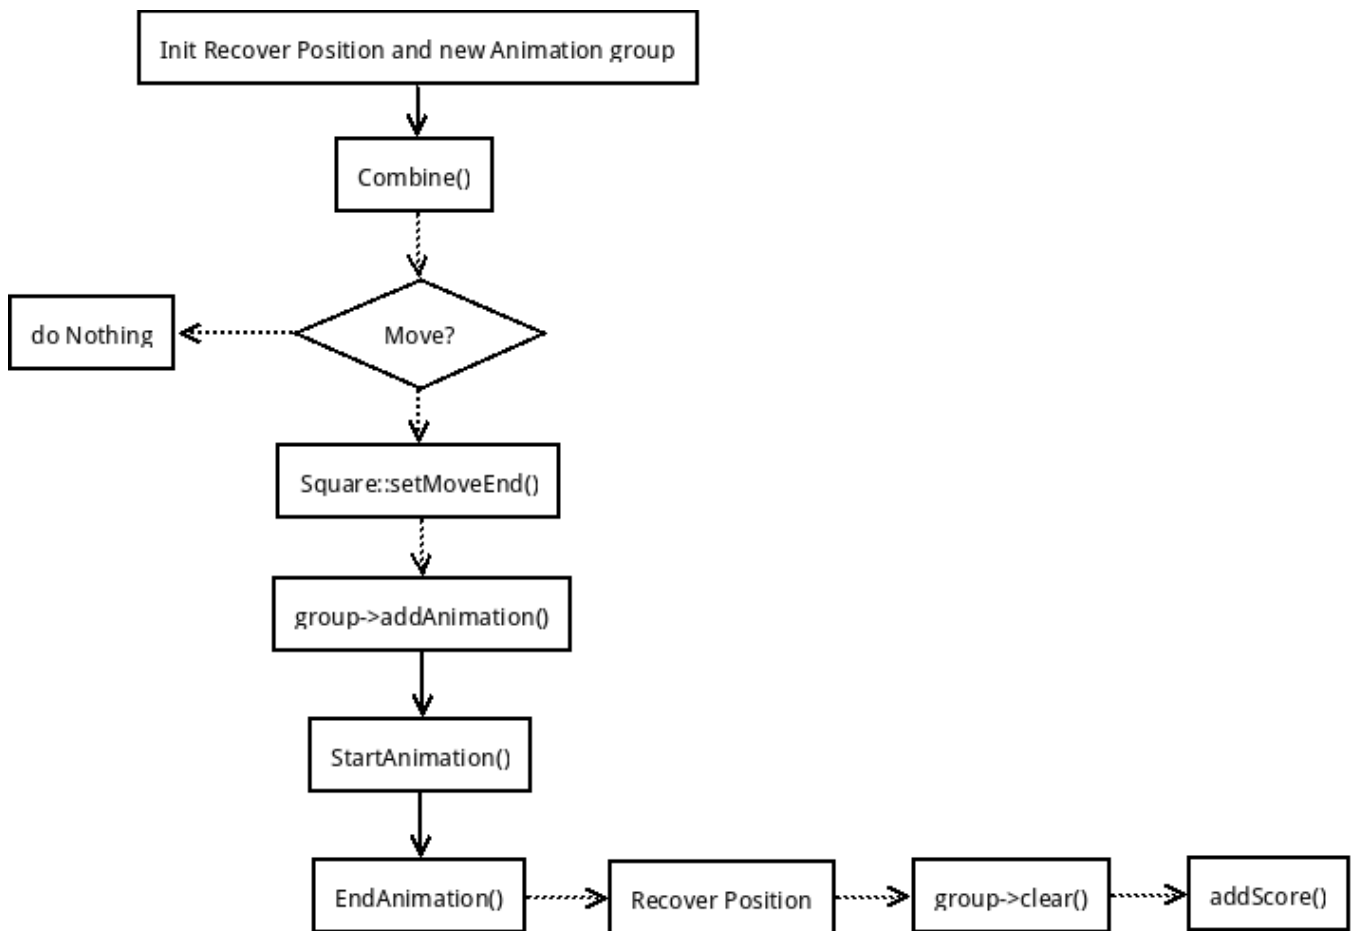 Init Recover Position and new Animation group
Combine()
Move?
do Nothing
Square::setMoveEnd()
group->addAnimation()
StartAnimation()
EndAnimation()
Recover Position
group->clear()
addScore()